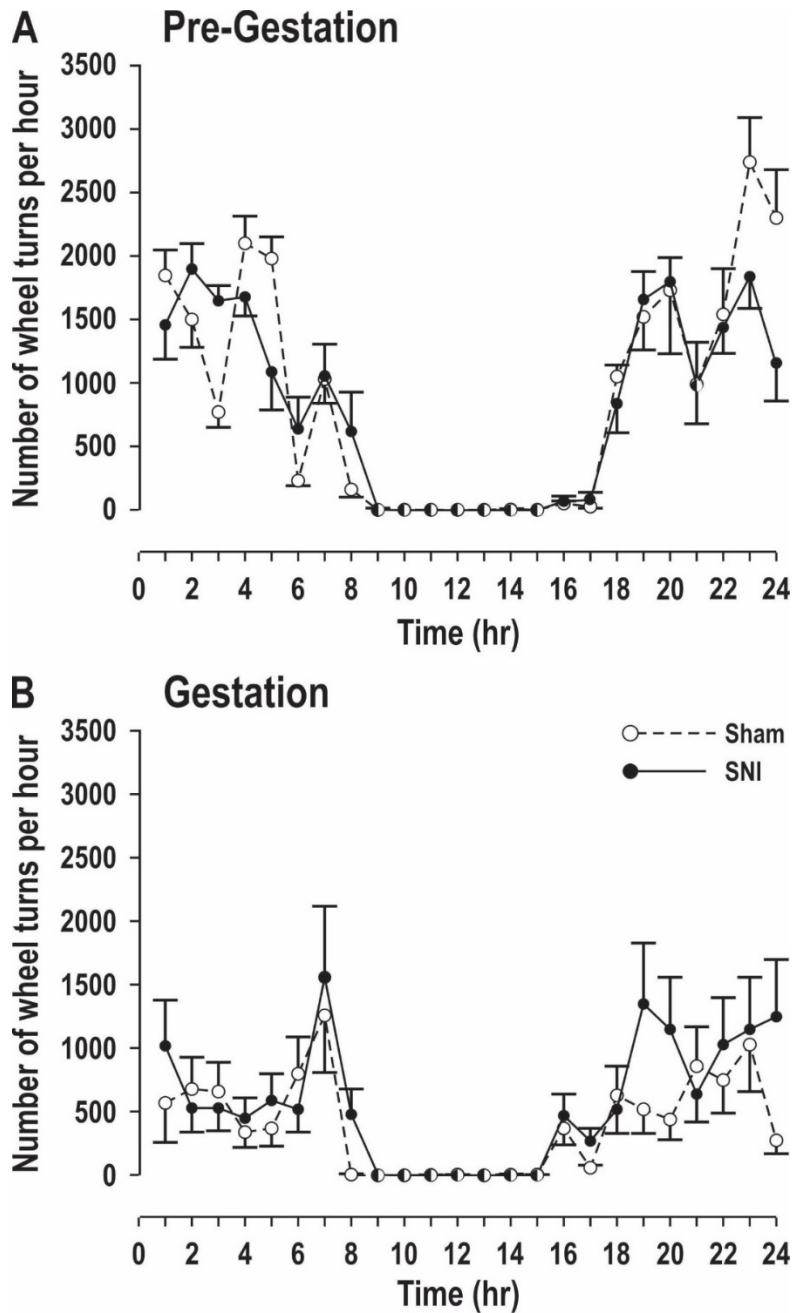 A Pre-Gestation
Number of wheel turns per hour
3500
3000
2500
2000
1500
1000
500
0
0 2 4 6 8 10 12 14 16 18 20 22 24
Time (hr)
B Gestation
Number of wheel turns per hour
3500
3000
2500
2000
1500
1000
500
0
Sham
SNI
0 2 4 6 8 10 12 14 16 18 20 22 24
Time (hr)